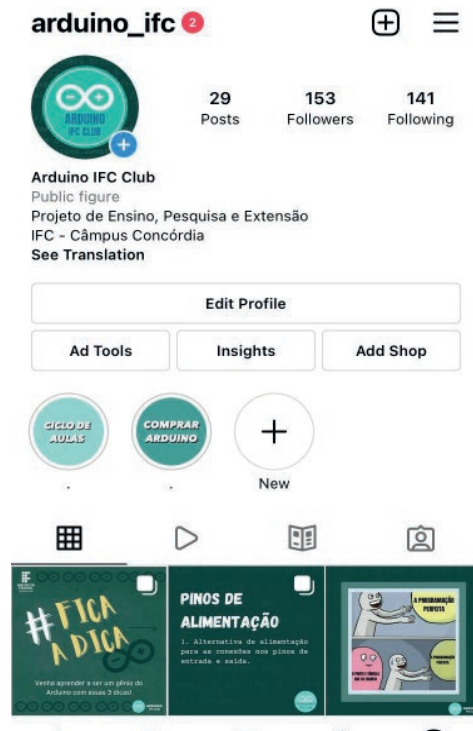 arduino_ifc 2
ARDUINO
IFC CLUB
29 153 141
Posts Followers Following
Arduino IFC Club
Public figure
Projeto de Ensino, Pesquisa e Extensão
IFC - Câmpus Concórdia
See Translation
Edit Profile
Ad Tools Insights Add Shop
CICLO DE
AULAS
COMPRAR
ARDUINO
. . New
#FICA
A DICA
Venha aprender a ser um gênio do
Arduino com essas 3 dicas!
PINOS DE
ALIMENTAÇÃO
1. Alternativa de alimentação
para as conexões nos pinos de
entrada e saída.
A PROGRAMAÇÃO
PERFEITA
A PROGRAMAÇÃO
PERFEITA